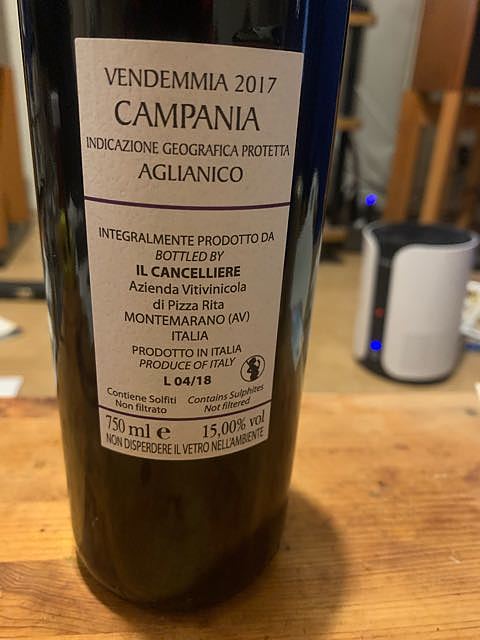 VENDEMMIA 2017
CAMPANIA
INDICAZIONE GEOGRAFICA PROTETTA
AGLIANICO
INTEGRALMENTE PRODOTTO DA
BOTTLED BY
IL CANCELLIERE
Azienda Vitivinicola
di Pizza Rita
MONTEMARANO (AV)
ITALIA
PRODOTTO IN ITALIA
PRODUCE OF ITALY
L 04/18
Contiene Solfiti Contains Sulphites
Non filtrato Not filtered
750 ml e 15,00% vol
NON DISPERDERE IL VETRO NELL'AMBIENTE